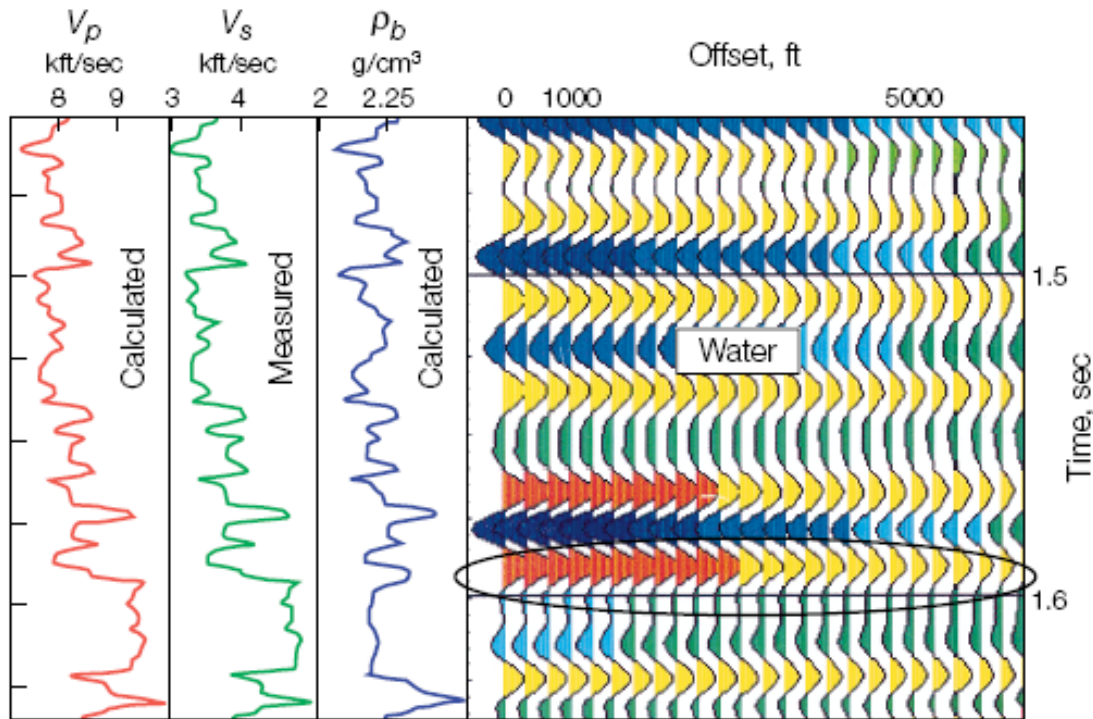 Vp Vs ρb
kft/sec kft/sec g/cm³ Offset, ft
8 9 3 4 2 2.25 0 1000 5000
Calculated
Measured
Calculated
Water
1.5
Time, sec
1.6